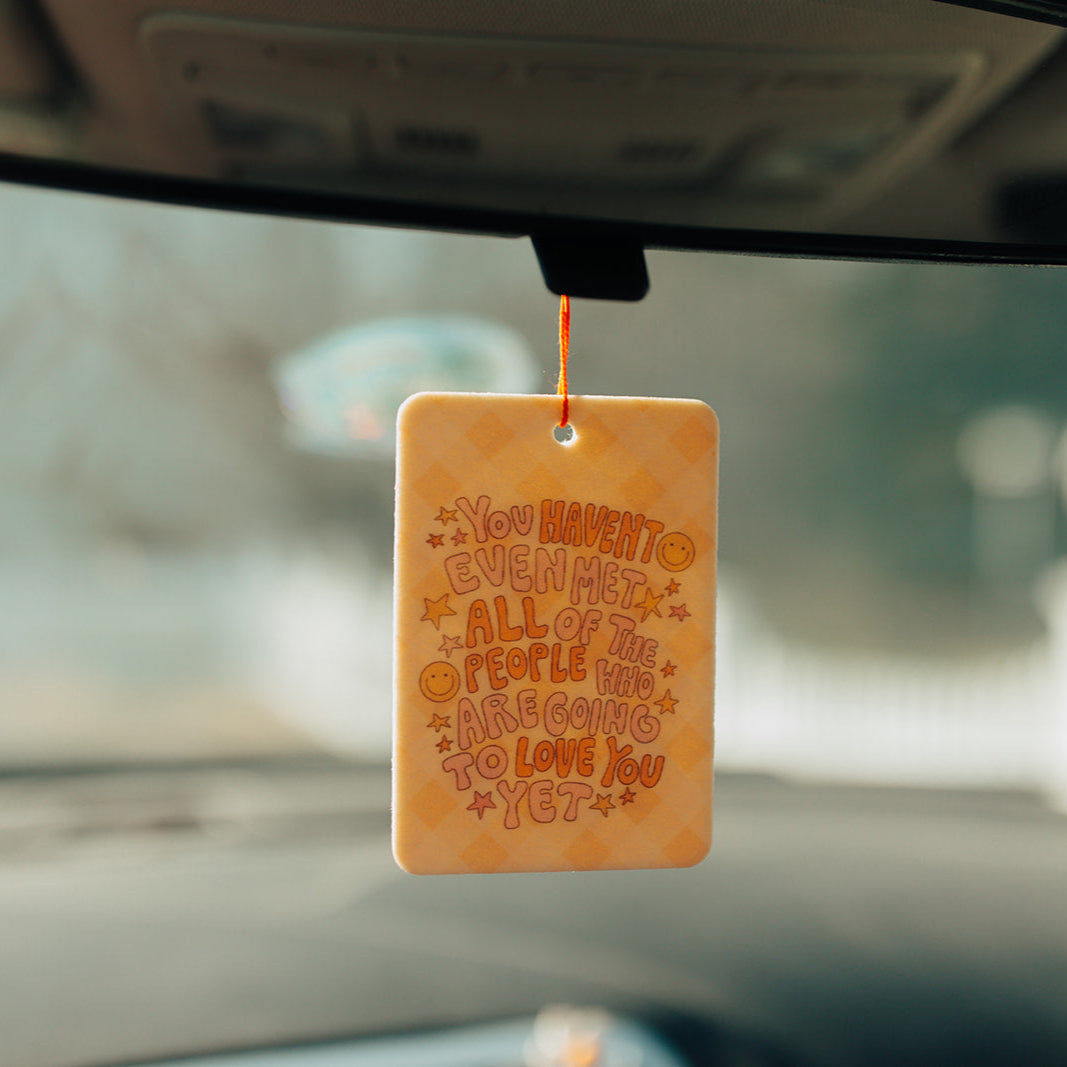 YOU HAVENT
EVEN MET
ALL OF THE
PEOPLE WHO
ARE GOING
TO LOVE YOU
YET